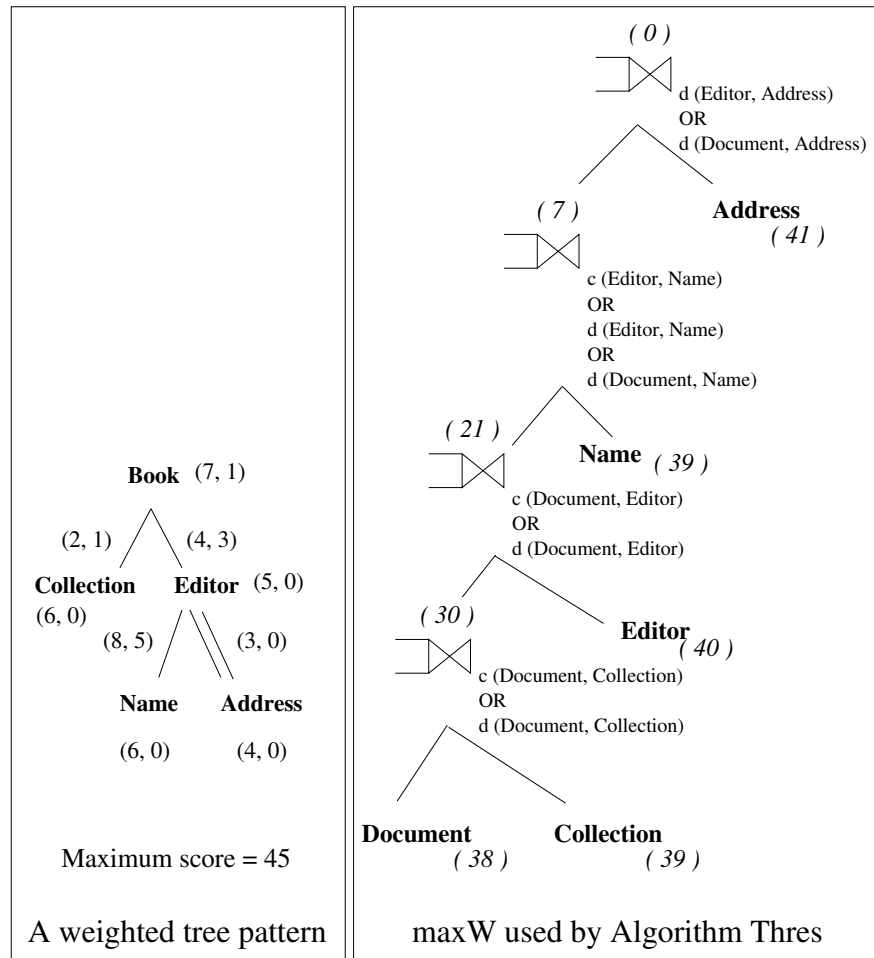 Book (7, 1)
(2, 1) (4, 3)
Collection Editor (5, 0)
(6, 0)
(8, 5) (3, 0)
Name Address
(6, 0) (4, 0)
Maximum score = 45
A weighted tree pattern
( 0 )
d (Editor, Address)
OR
d (Document, Address)
( 7 ) Address
( 41 )
c (Editor, Name)
OR
d (Editor, Name)
OR
d (Document, Name)
( 21 )
Name ( 39 )
c (Document, Editor)
OR
d (Document, Editor)
( 30 ) Editor
( 40 )
c (Document, Collection)
OR
d (Document, Collection)
Document Collection
( 38 ) ( 39 )
maxW used by Algorithm Thres